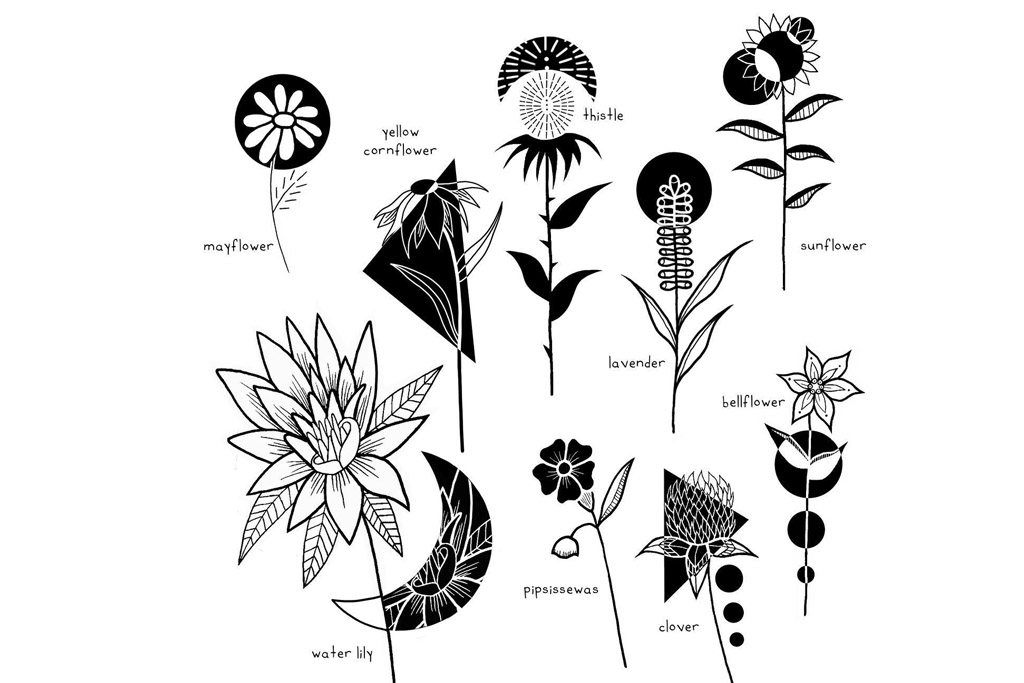 thistle
yellow
cornflower
mayflower
sunflower
lavender
bellflower
pipsissewas
clover
water lily